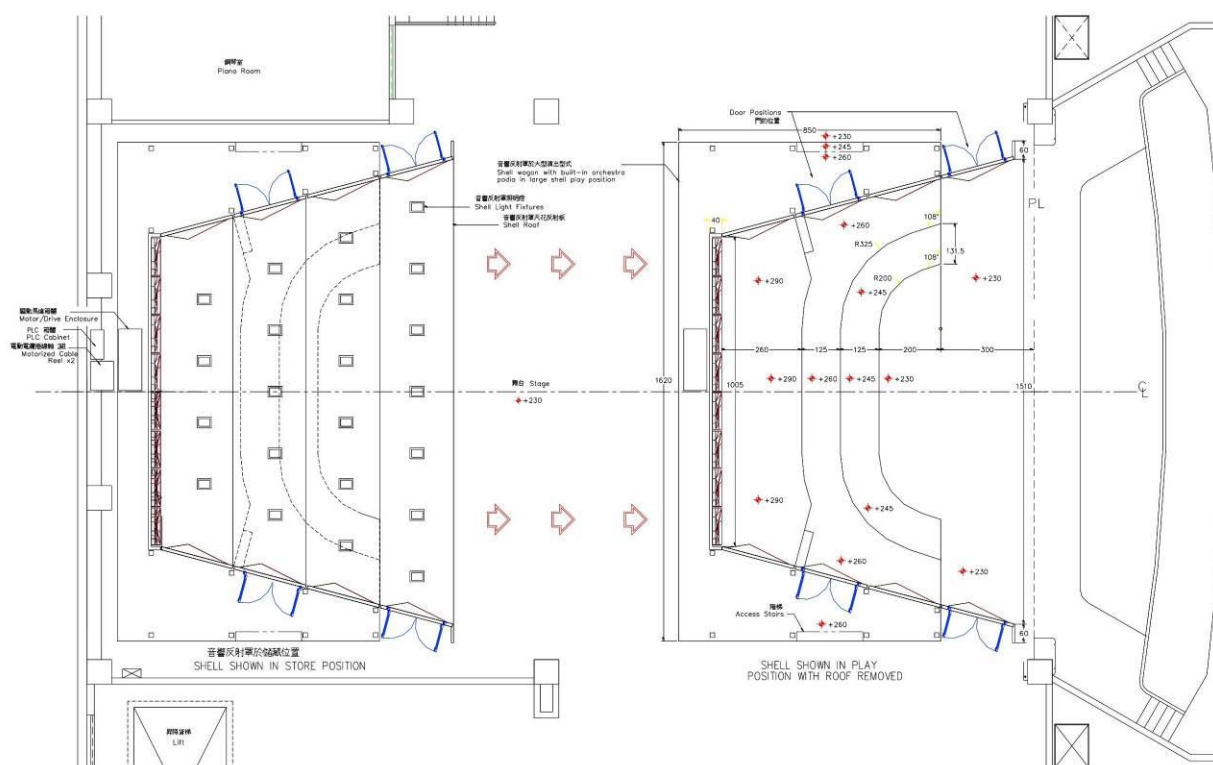 鋼琴室
Piano Room
Door Positions
門的位置
850
+230
+245
+260
60
音響反射罩於大型演出型式
Shell wagon with built-in orchestra
podia in large shell play position
音響反射罩照明燈
Shell Light Fixtures
音響反射罩天花反射板
Shell Roof
PL
40
+260
108°
R325
131.5
108°
R200
+290
+245
+230
驅動馬達箱體
Motor/Drive Enclosure
PLC 箱體
PLC Cabinet
Motorized Cable
Reel x2
260
125
125
200
300
舞台 Stage
+230
1620
1005
+290
+260
+245
+230
1510
CL
+290
+245
+260
+230
階梯
Access Stairs
+260
60
音響反射罩於儲藏位置
SHELL SHOWN IN STORE POSITION
SHELL SHOWN IN PLAY
POSITION WITH ROOF REMOVED
Lift
X